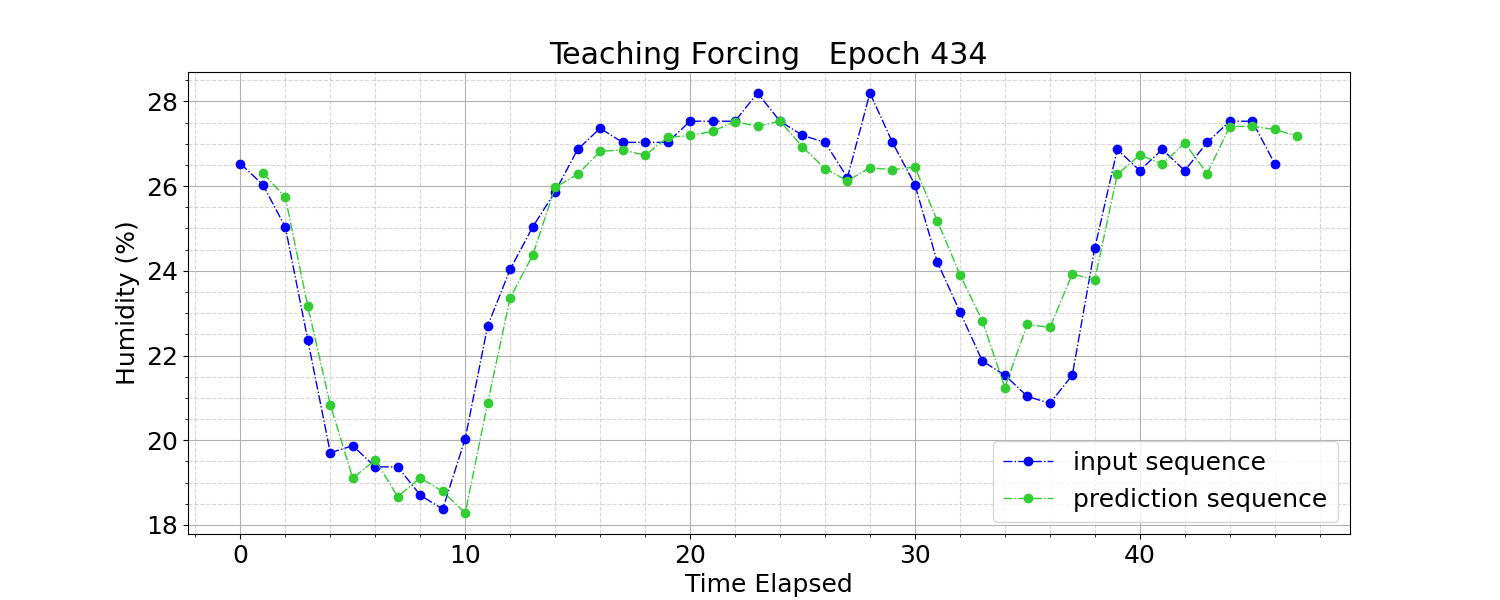 Teaching Forcing   Epoch 434
Humidity (%)
28
26
24
22
20
18
input sequence
prediction sequence
0 10 20 30 40
Time Elapsed